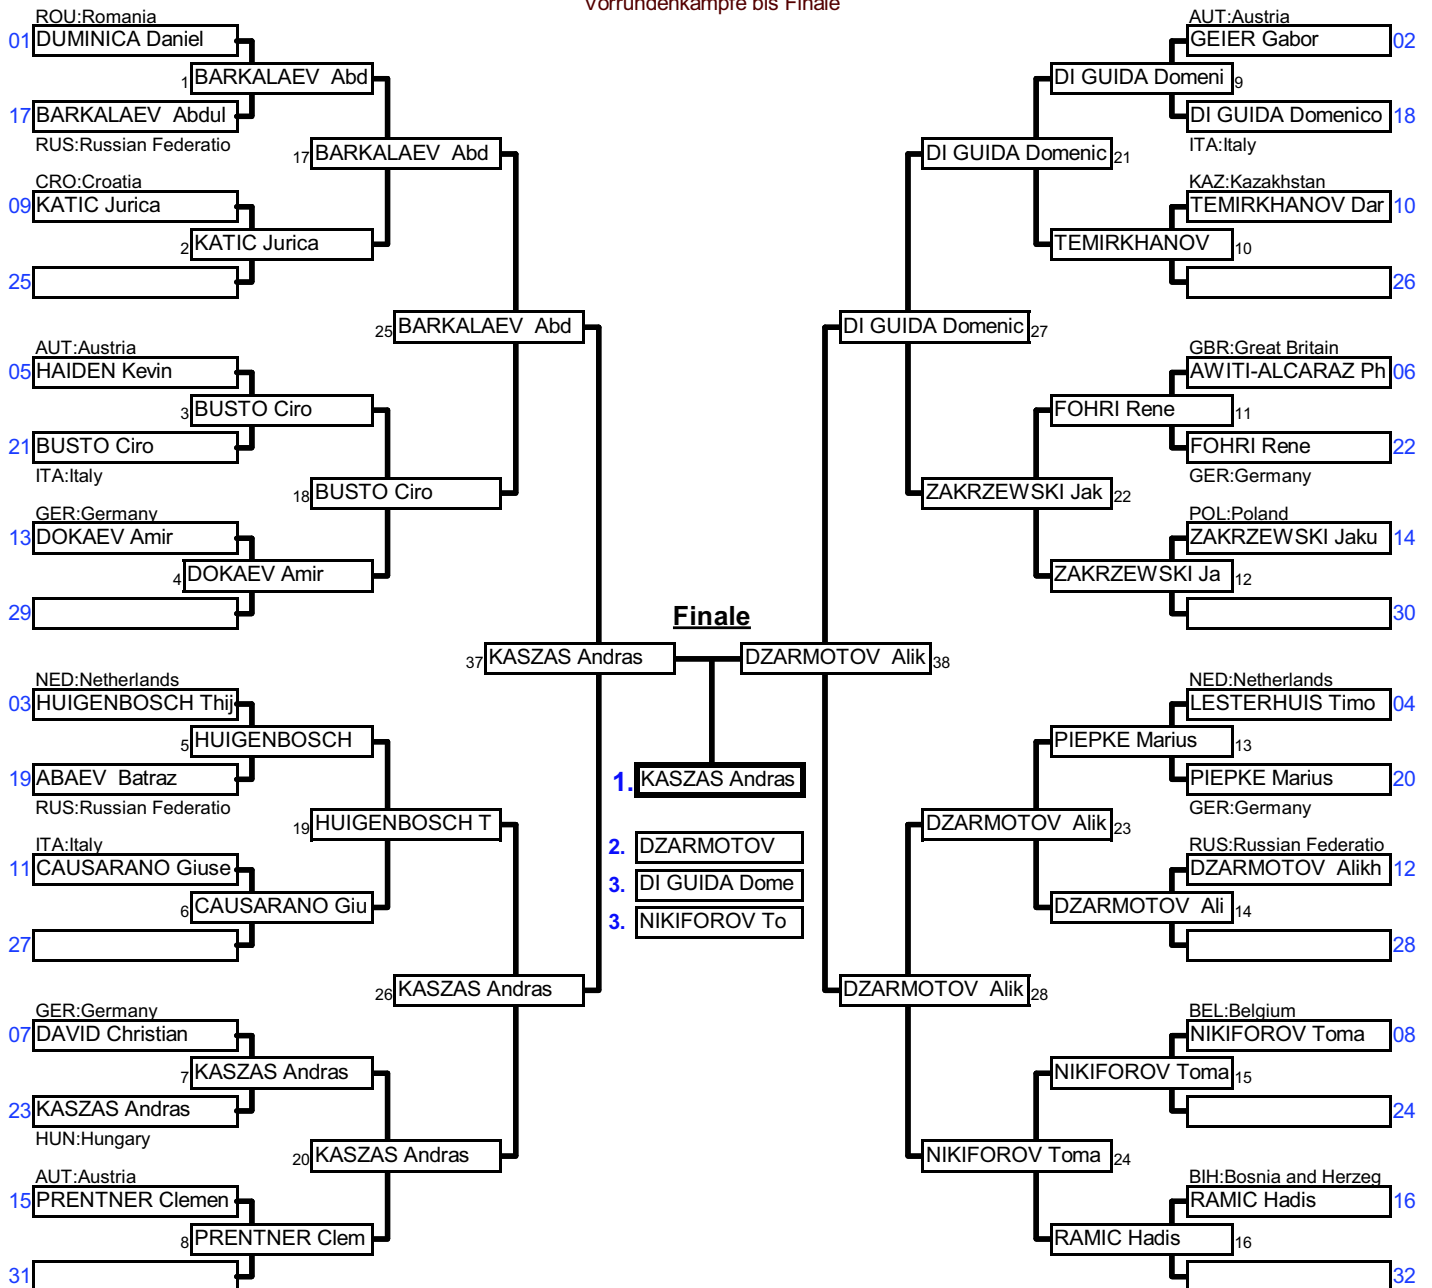 Vorrundenkämpfe bis Finale
ROU:Romania
01 DUMINICA Daniel
1 BARKALAEV Abd
17 BARKALAEV Abdul
RUS:Russian Federatio
17 BARKALAEV Abd
CRO:Croatia
09 KATIC Jurica
2 KATIC Jurica
25
25 BARKALAEV Abd
AUT:Austria
05 HAIDEN Kevin
3 BUSTO Ciro
21 BUSTO Ciro
ITA:Italy
18 BUSTO Ciro
GER:Germany
13 DOKAEV Amir
4 DOKAEV Amir
29
37 KASZAS Andras
NED:Netherlands
03 HUIGENBOSCH Thij
5 HUIGENBOSCH
19 ABAEV Batraz
RUS:Russian Federatio
19 HUIGENBOSCH T
ITA:Italy
11 CAUSARANO Giuse
6 CAUSARANO Giu
27
26 KASZAS Andras
GER:Germany
07 DAVID Christian
7 KASZAS Andras
23 KASZAS Andras
HUN:Hungary
20 KASZAS Andras
AUT:Austria
15 PRENTNER Clemen
8 PRENTNER Clem
31
Finale
1. KASZAS Andras
2. DZARMOTOV
3. DI GUIDA Dome
3. NIKIFOROV To
AUT:Austria
GEIER Gabor 02
DI GUIDA Domeni 9
DI GUIDA Domenico 18
ITA:Italy
DI GUIDA Domenic 21
KAZ:Kazakhstan
TEMIRKHANOV Dar 10
TEMIRKHANOV 10
26
DI GUIDA Domenic 27
GBR:Great Britain
AWITI-ALCARAZ Ph 06
FOHRI Rene 11
FOHRI Rene 22
GER:Germany
ZAKRZEWSKI Jak 22
POL:Poland
ZAKRZEWSKI Jaku 14
ZAKRZEWSKI Ja 12
30
DZARMOTOV Alik 38
NED:Netherlands
LESTERHUIS Timo 04
PIEPKE Marius 13
PIEPKE Marius 20
GER:Germany
DZARMOTOV Alik 23
RUS:Russian Federatio
DZARMOTOV Alikh 12
DZARMOTOV Ali 14
28
DZARMOTOV Alik 28
BEL:Belgium
NIKIFOROV Toma 08
NIKIFOROV Toma 15
24
NIKIFOROV Toma 24
BIH:Bosnia and Herzeg
RAMIC Hadis 16
RAMIC Hadis 16
32